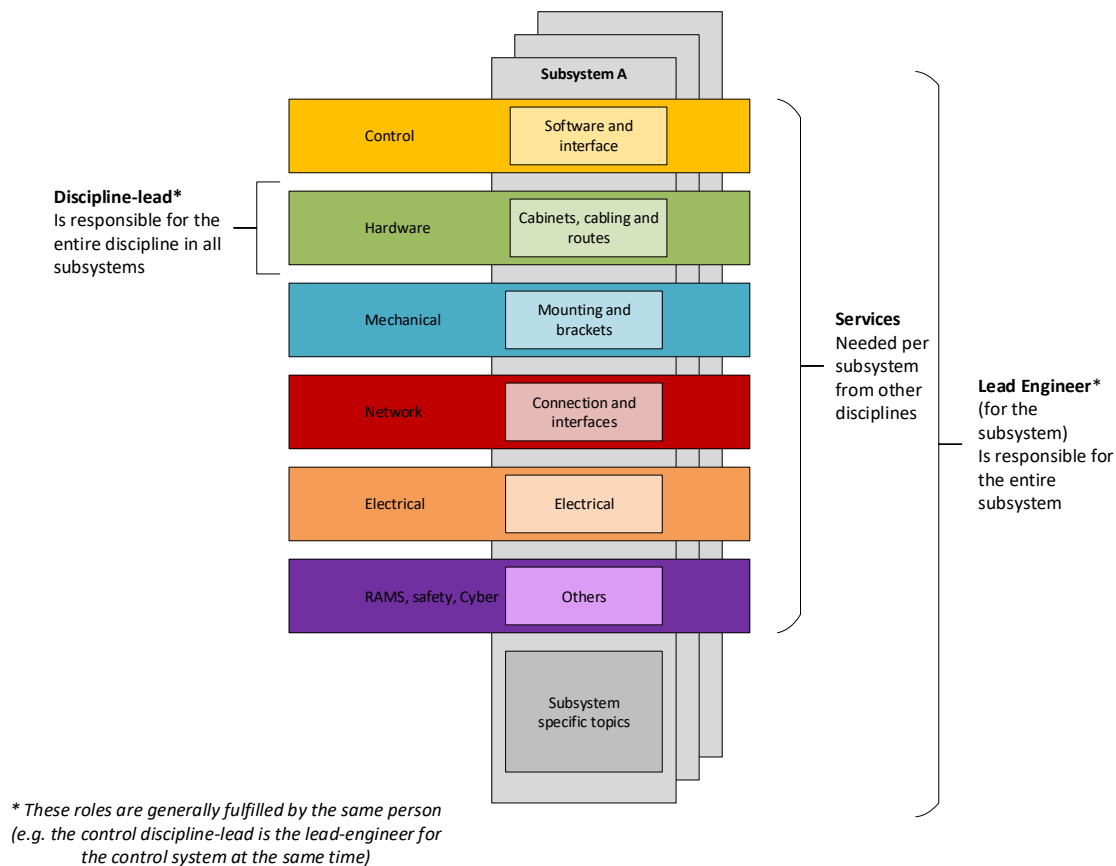 Subsystem A
Control
Software and
interface
Discipline-lead*
Is responsible for the
entire discipline in all
subsystems
Hardware
Cabinets, cabling and
routes
Mechanical
Mounting and
brackets
Services
Needed per
subsystem
from other
disciplines
Lead Engineer*
(for the
subsystem)
Is responsible for
the entire
subsystem
Network
Connection and
interfaces
Electrical
Electrical
RAMS, safety, Cyber
Others
Subsystem
specific topics
* These roles are generally fulfilled by the same person
(e.g. the control discipline-lead is the lead-engineer for
the control system at the same time)